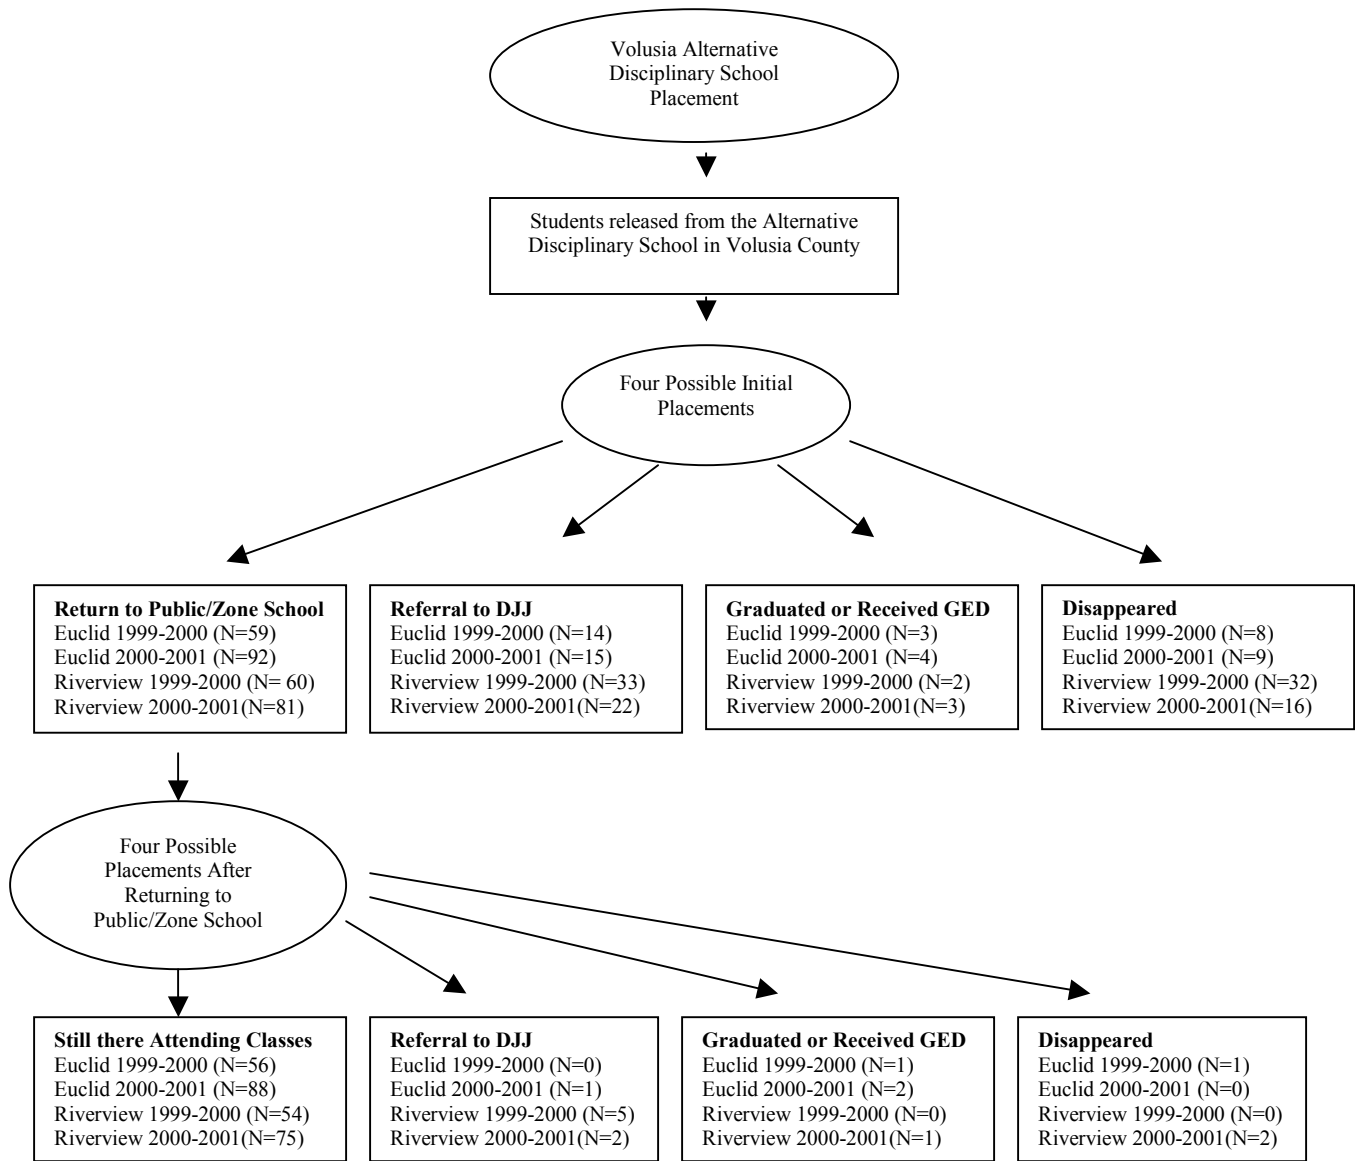 Volusia Alternative
Disciplinary School
Placement
Students released from the Alternative
Disciplinary School in Volusia County
Four Possible Initial
Placements
Return to Public/Zone School
Euclid 1999-2000 (N=59)
Euclid 2000-2001 (N=92)
Riverview 1999-2000 (N= 60)
Riverview 2000-2001(N=81)
Referral to DJJ
Euclid 1999-2000 (N=14)
Euclid 2000-2001 (N=15)
Riverview 1999-2000 (N=33)
Riverview 2000-2001(N=22)
Graduated or Received GED
Euclid 1999-2000 (N=3)
Euclid 2000-2001 (N=4)
Riverview 1999-2000 (N=2)
Riverview 2000-2001(N=3)
Disappeared
Euclid 1999-2000 (N=8)
Euclid 2000-2001 (N=9)
Riverview 1999-2000 (N=32)
Riverview 2000-2001(N=16)
Four Possible
Placements After
Returning to
Public/Zone School
Still there Attending Classes
Euclid 1999-2000 (N=56)
Euclid 2000-2001 (N=88)
Riverview 1999-2000 (N=54)
Riverview 2000-2001(N=75)
Referral to DJJ
Euclid 1999-2000 (N=0)
Euclid 2000-2001 (N=1)
Riverview 1999-2000 (N=5)
Riverview 2000-2001(N=2)
Graduated or Received GED
Euclid 1999-2000 (N=1)
Euclid 2000-2001 (N=2)
Riverview 1999-2000 (N=0)
Riverview 2000-2001(N=1)
Disappeared
Euclid 1999-2000 (N=1)
Euclid 2000-2001 (N=0)
Riverview 1999-2000 (N=0)
Riverview 2000-2001(N=2)